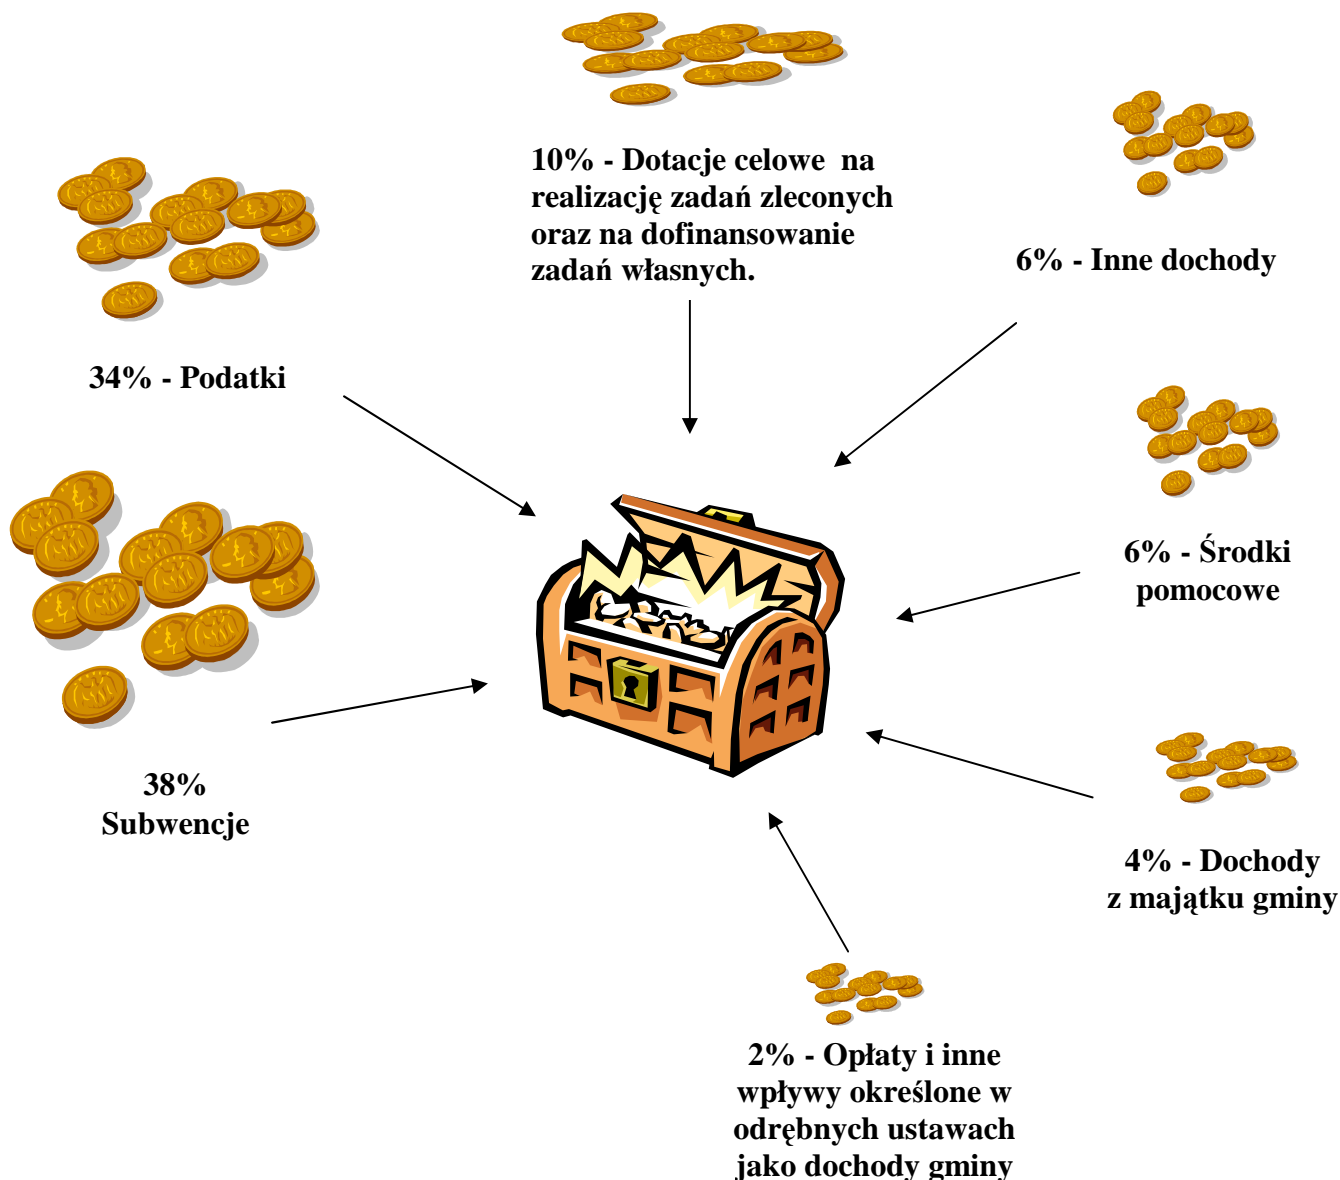 10% - Dotacje celowe na
realizację zadań zleconych
oraz na dofinansowanie
zadań własnych.
6% - Inne dochody
34% - Podatki
6% - Środki
pomocowe
38%
Subwencje
4% - Dochody
z majątku gminy
2% - Opłaty i inne
wpływy określone w
odrębnych ustawach
jako dochody gminy